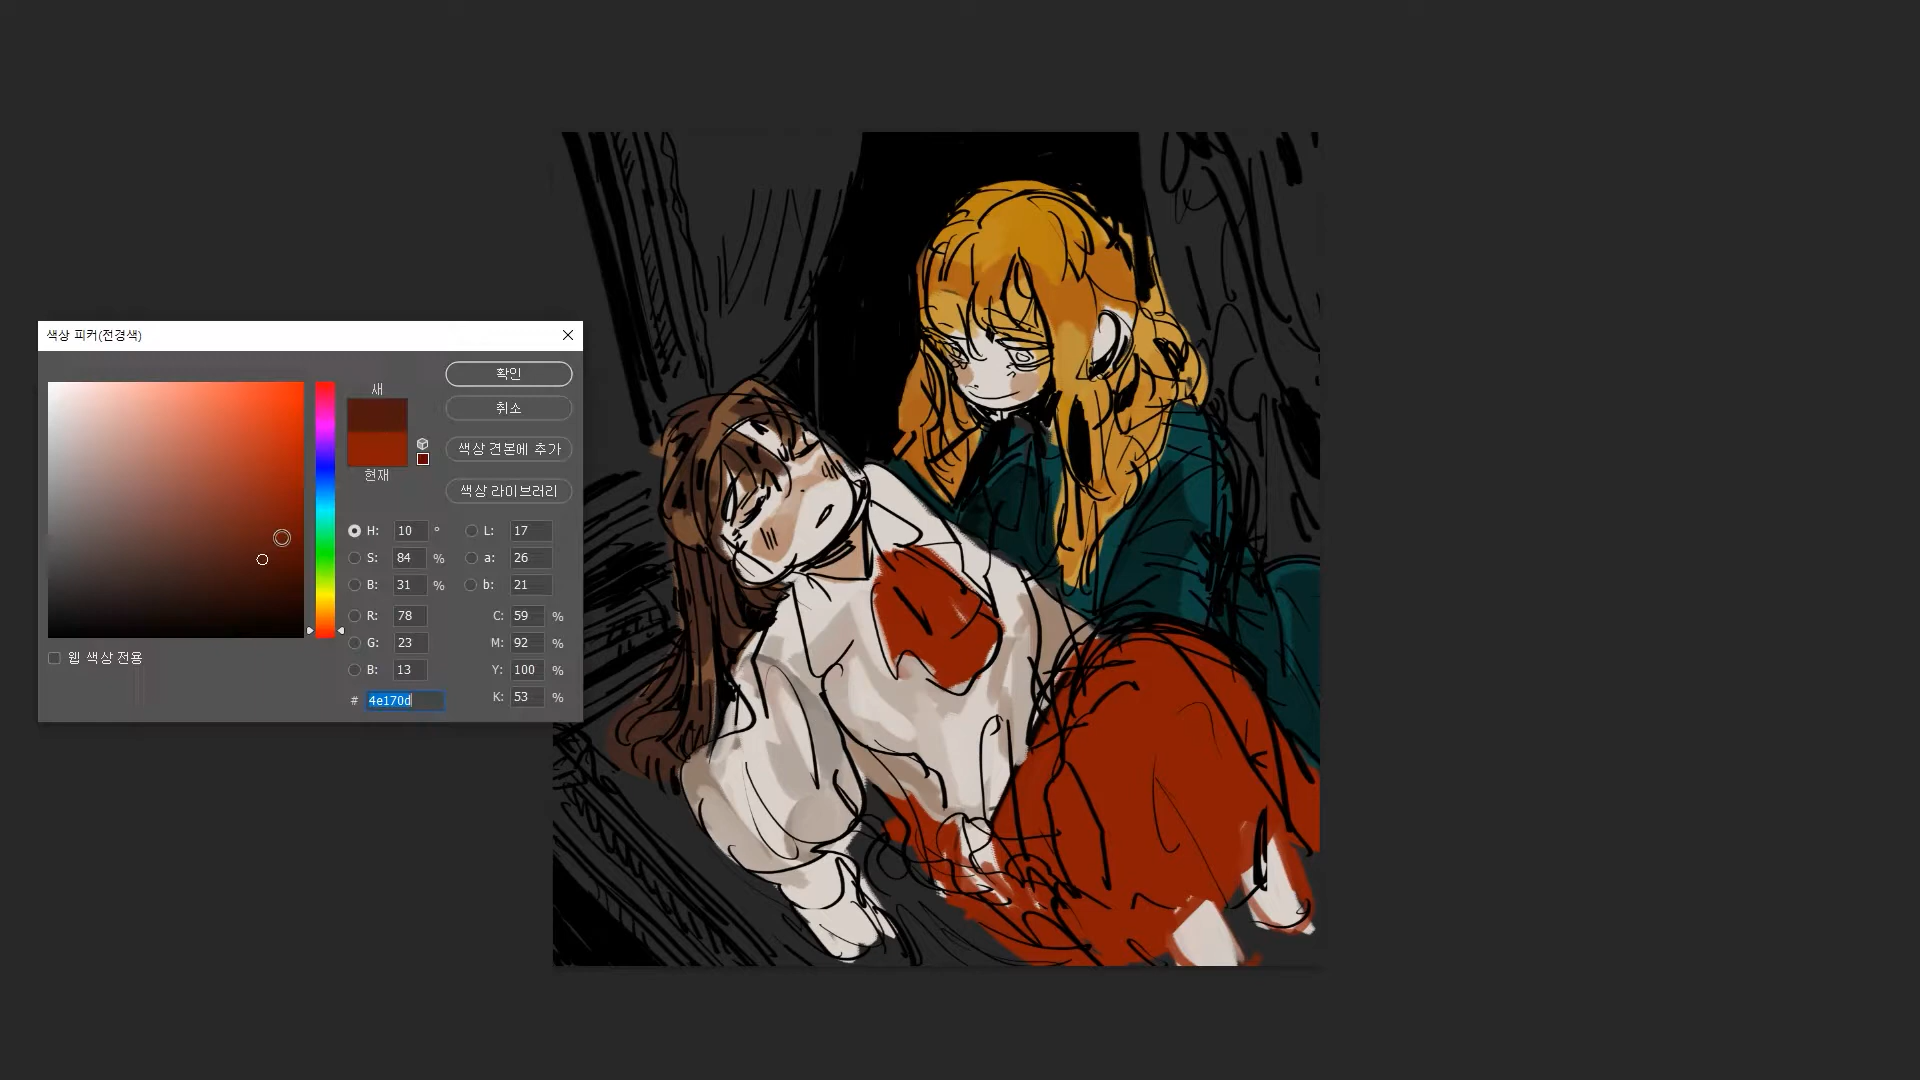 색상 피커(전경색)
새
현재
확인
취소
색상 견본에 추가
색상 라이브러리
H: 10 ° L: 17
S: 84 % a: 26
B: 31 % b: 21
R: 78 C: 59 %
G: 23 M: 92 %
B: 13 Y: 100 %
# 4e170d K: 53 %
웹 색상 전용